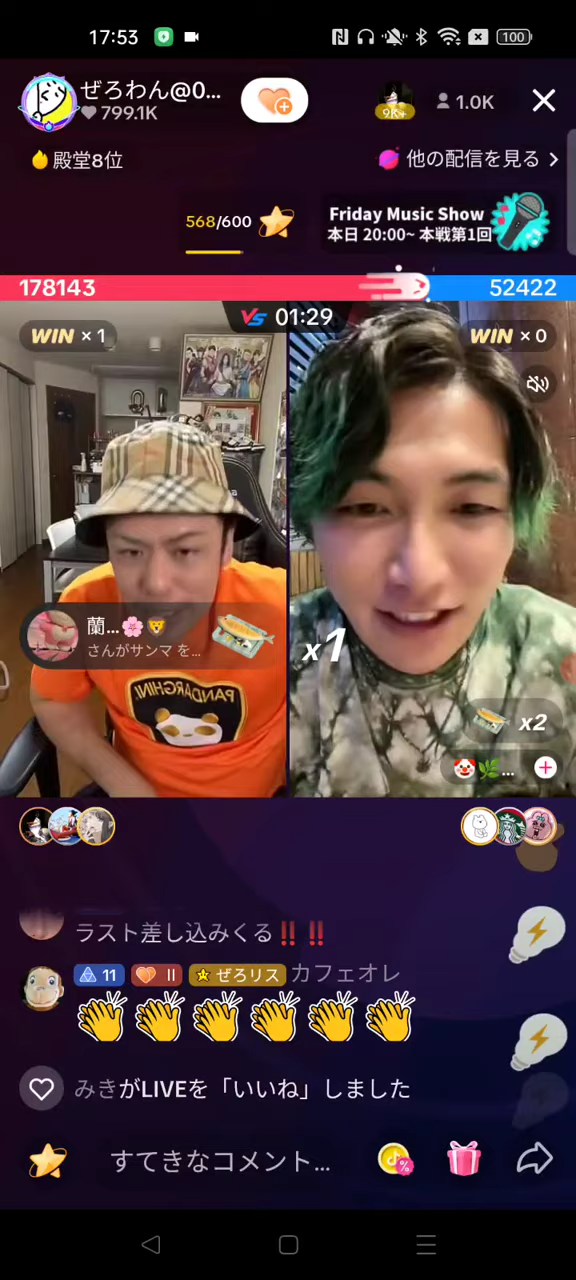 17:53
100
ぜろわん@0...
799.1K
9K+
1.0K
殿堂8位
他の配信を見る
568/600
Friday Music Show
本日 20:00~ 本戦第1回
178143
52422
VS 01:29
WIN × 1
WIN × 0
蘭...🌸🦁
さんがサンマ を...
PANDARGHINI
x1
x2
🤡🌿...
ラスト差し込みくる‼️‼️
11 II ぜろリス カフェオレ
👏👏👏👏👏👏
みきがLIVEを「いいね」しました
すてきなコメント...